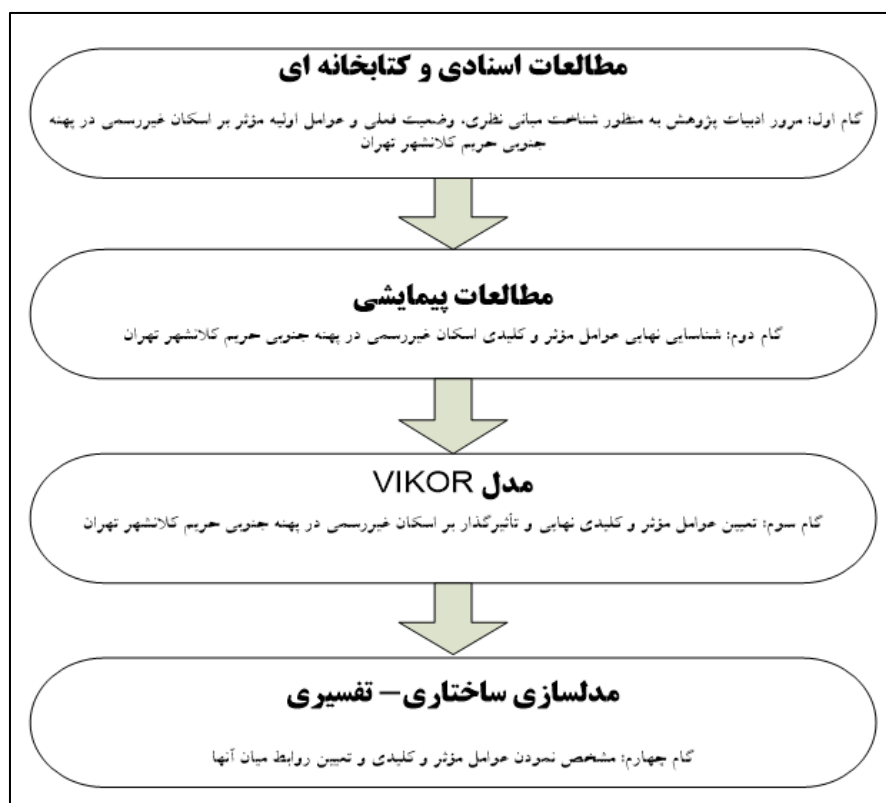 مطالعات اسنادی و کتابخانه ای
گام اول: مرور ادبیات پژوهش به منظور شناخت مبانی نظری، وضعیت فعلی و عوامل اولیه مؤثر بر اسکان غیررسمی در پهنه
جنوبی حریم کلانشهر تهران
مطالعات پیمایشی
گام دوم: شناسایی نهایی عوامل مؤثر و کلیدی اسکان غیررسمی در پهنه جنوبی حریم کلانشهر تهران
مدل VIKOR
گام سوم: تعیین عوامل مؤثر و کلیدی نهایی و تأثیرگذار بر اسکان غیررسمی در پهنه جنوبی حریم کلانشهر تهران
مدلسازی ساختاری– تفسیری
گام چهارم: مشخص نمودن عوامل مؤثر و کلیدی و تعیین روابط میان آنها